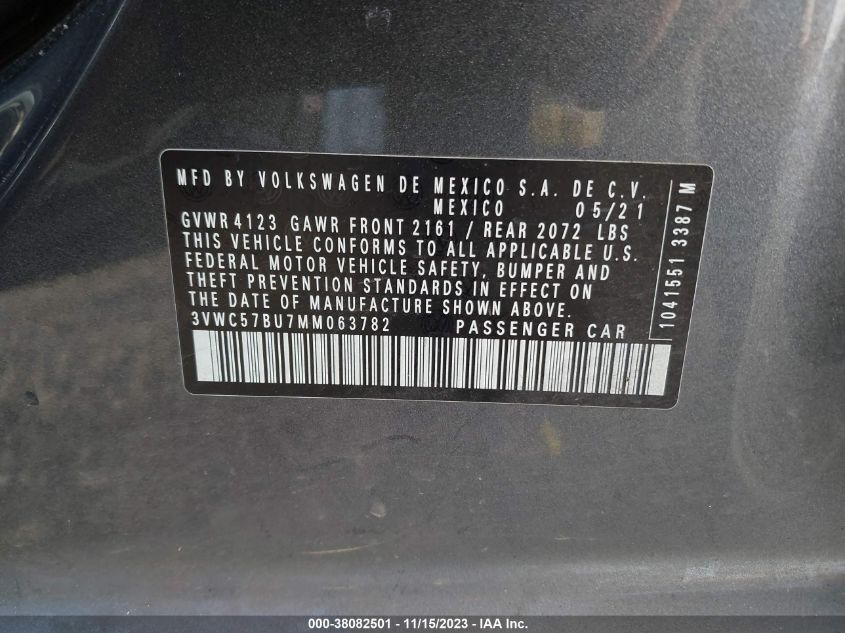 MFD BY VOLKSWAGEN DE MEXICO S.A. DE C.V.
MEXICO 05/21
GVWR 4123 GAWR FRONT 2161 / REAR 2072 LBS
THIS VEHICLE CONFORMS TO ALL APPLICABLE U.S.
FEDERAL MOTOR VEHICLE SAFETY, BUMPER AND
THEFT PREVENTION STANDARDS IN EFFECT ON
THE DATE OF MANUFACTURE SHOWN ABOVE.
3VWC57BU7MM063782 PASSENGER CAR
1041551 3387 M
000-38082501 - 11/15/2023 - IAA Inc.